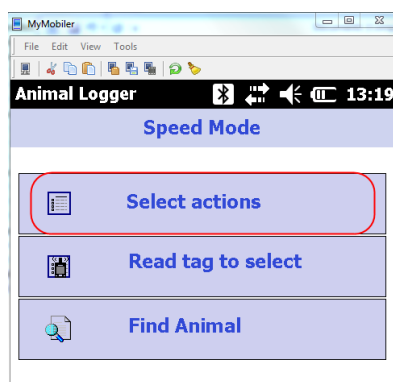 MyMobiler
File Edit View Tools
Animal Logger 13:19
Speed Mode
Select actions
Read tag to select
Find Animal